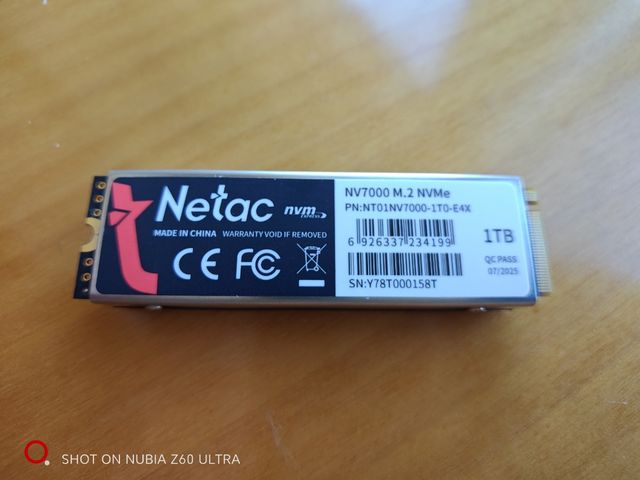 Netac
nvm
EXPRESS
MADE IN CHINA WARRANTY VOID IF REMOVED
CE FC
NV7000 M.2 NVMe
PN:NT01NV7000-1T0-E4X
6 926337 234199
1TB
QC PASS
07/2025
SN:Y78T000158T
SHOT ON NUBIA Z60 ULTRA